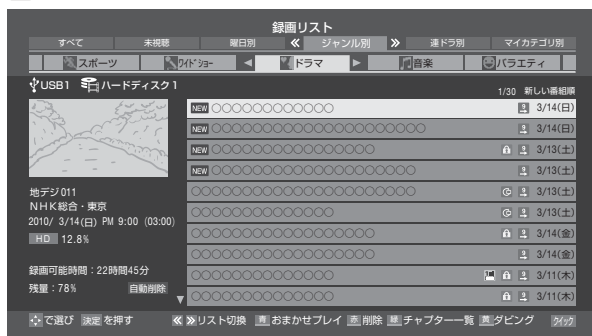 録画リスト
すべて 未視聴 曜日別 ≪ ジャンル別 ≫ 連ドラ別 マイカテゴリ別
スポーツ ワイドショー ◀ ドラマ ▶ 音楽 バラエティ
USB1 ハードディスク1
1/30 新しい番組順
NEW ○○○○○○○○○○○○ 3/14(日)
NEW ○○○○○○○○○○○○○○○○○○○○○ 3/14(日)
NEW ○○○○○○○○○○○○○○○○ 3/13(土)
NEW ○○○○○○○○○○○○○○○○○○○○ 3/13(土)
○○○○○○○○○○○○○○○○○○○○○○ 3/13(土)
○○○○○○○○○○○○○○ 3/13(土)
○○○○○○○○○○○○○○○○○○ 3/14(金)
○○○○○○○○○○○○○○○○○○ 3/14(金)
○○○○○○○○○○○○○○ 3/11(木)
○○○○○○○○○○○○○○ 3/11(木)
地デジ011
NHK総合・東京
2010/ 3/14(日) PM 9:00 (03:00)
HD 12.8%
録画可能時間：22時間45分
残量：78% 自動削除
▼
で選び 決定 を押す ≪ ≫リスト切換 青 おまかせプレイ 赤 削除 緑 チャプター一覧 黄 ダビング クイック